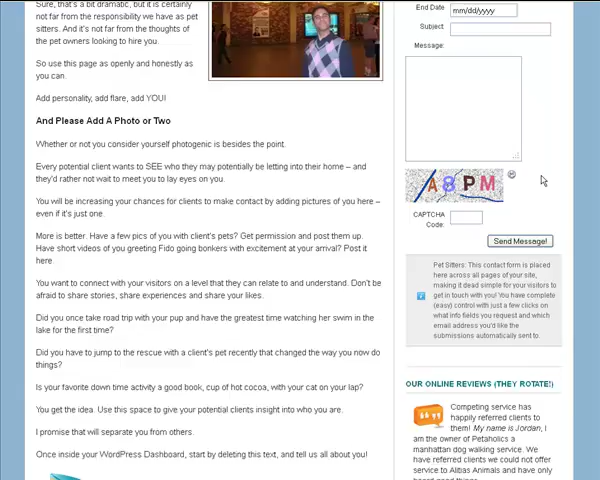 Sure, that's a bit dramatic, but it is certainly
not far from the responsibility we have as pet
sitters. And it's not far from the thoughts of
the pet owners looking to hire you.
So use this page as openly and honestly as
you can.
Add personality, add flare, add YOU!
And Please Add A Photo or Two
Whether or not you consider yourself photogenic is besides the point.
Every potential client wants to SEE who they may potentially be letting into their home – and
they'd rather not wait to meet you to lay eyes on you.
You will be increasing your chances for clients to make contact by adding pictures of you here –
even if it's just one.
More is better. Have a few pics of you with client's pets? Get permission and post them up.
Have short videos of you greeting Fido going bonkers with excitement at your arrival? Post it
here.
You want to connect with your visitors on a level that they can relate to and understand. Don't be
afraid to share stories, share experiences and share your likes.
Did you once take road trip with your pup and have the greatest time watching her swim in the
lake for the first time?
Did you have to jump to the rescue with a client's pet recently that changed the way you now do
things?
Is your favorite down time activity a good book, cup of hot cocoa, with your cat on your lap?
You get the idea. Use this space to give your potential clients insight into who you are.
I promise that will separate you from others.
Once inside your WordPress Dashboard, start by deleting this text, and tell us all about you!
End Date
mm/dd/yyyy
Subject:
Message:
A8PM
CAPTCHA
Code:
Send Message!
Pet Sitters: This contact form is placed
here across all pages of your site,
making it dead simple for your visitors to
get in touch with you! You have complete
(easy) control with just a few clicks on
what info fields you request and which
email address you'd like the
submissions automatically sent to.
OUR ONLINE REVIEWS (THEY ROTATE!)
Competing service has
happily referred clients to
them! My name is Jordan, I
am the owner of Petaholics a
manhattan dog walking service. We
have referred clients we could not offer
service to Alitias Animals and have only
heard good things